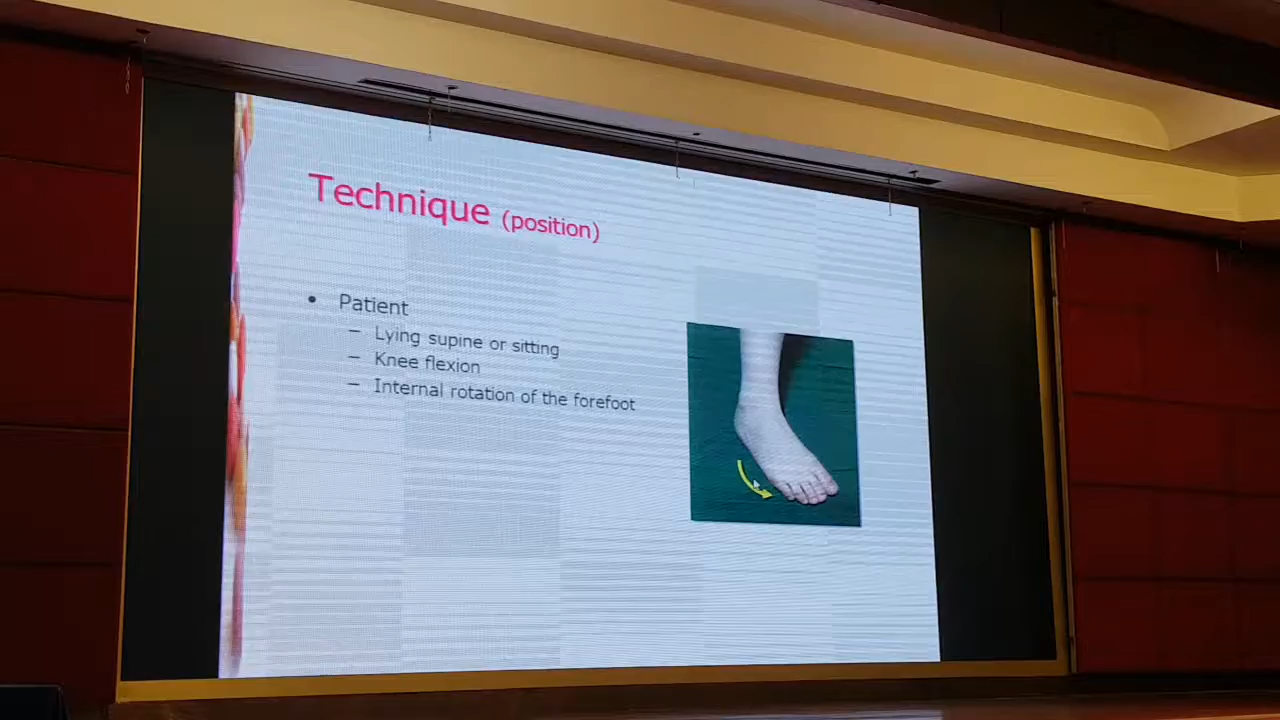 Technique (position)
• Patient
– Lying supine or sitting
– Knee flexion
– Internal rotation of the forefoot